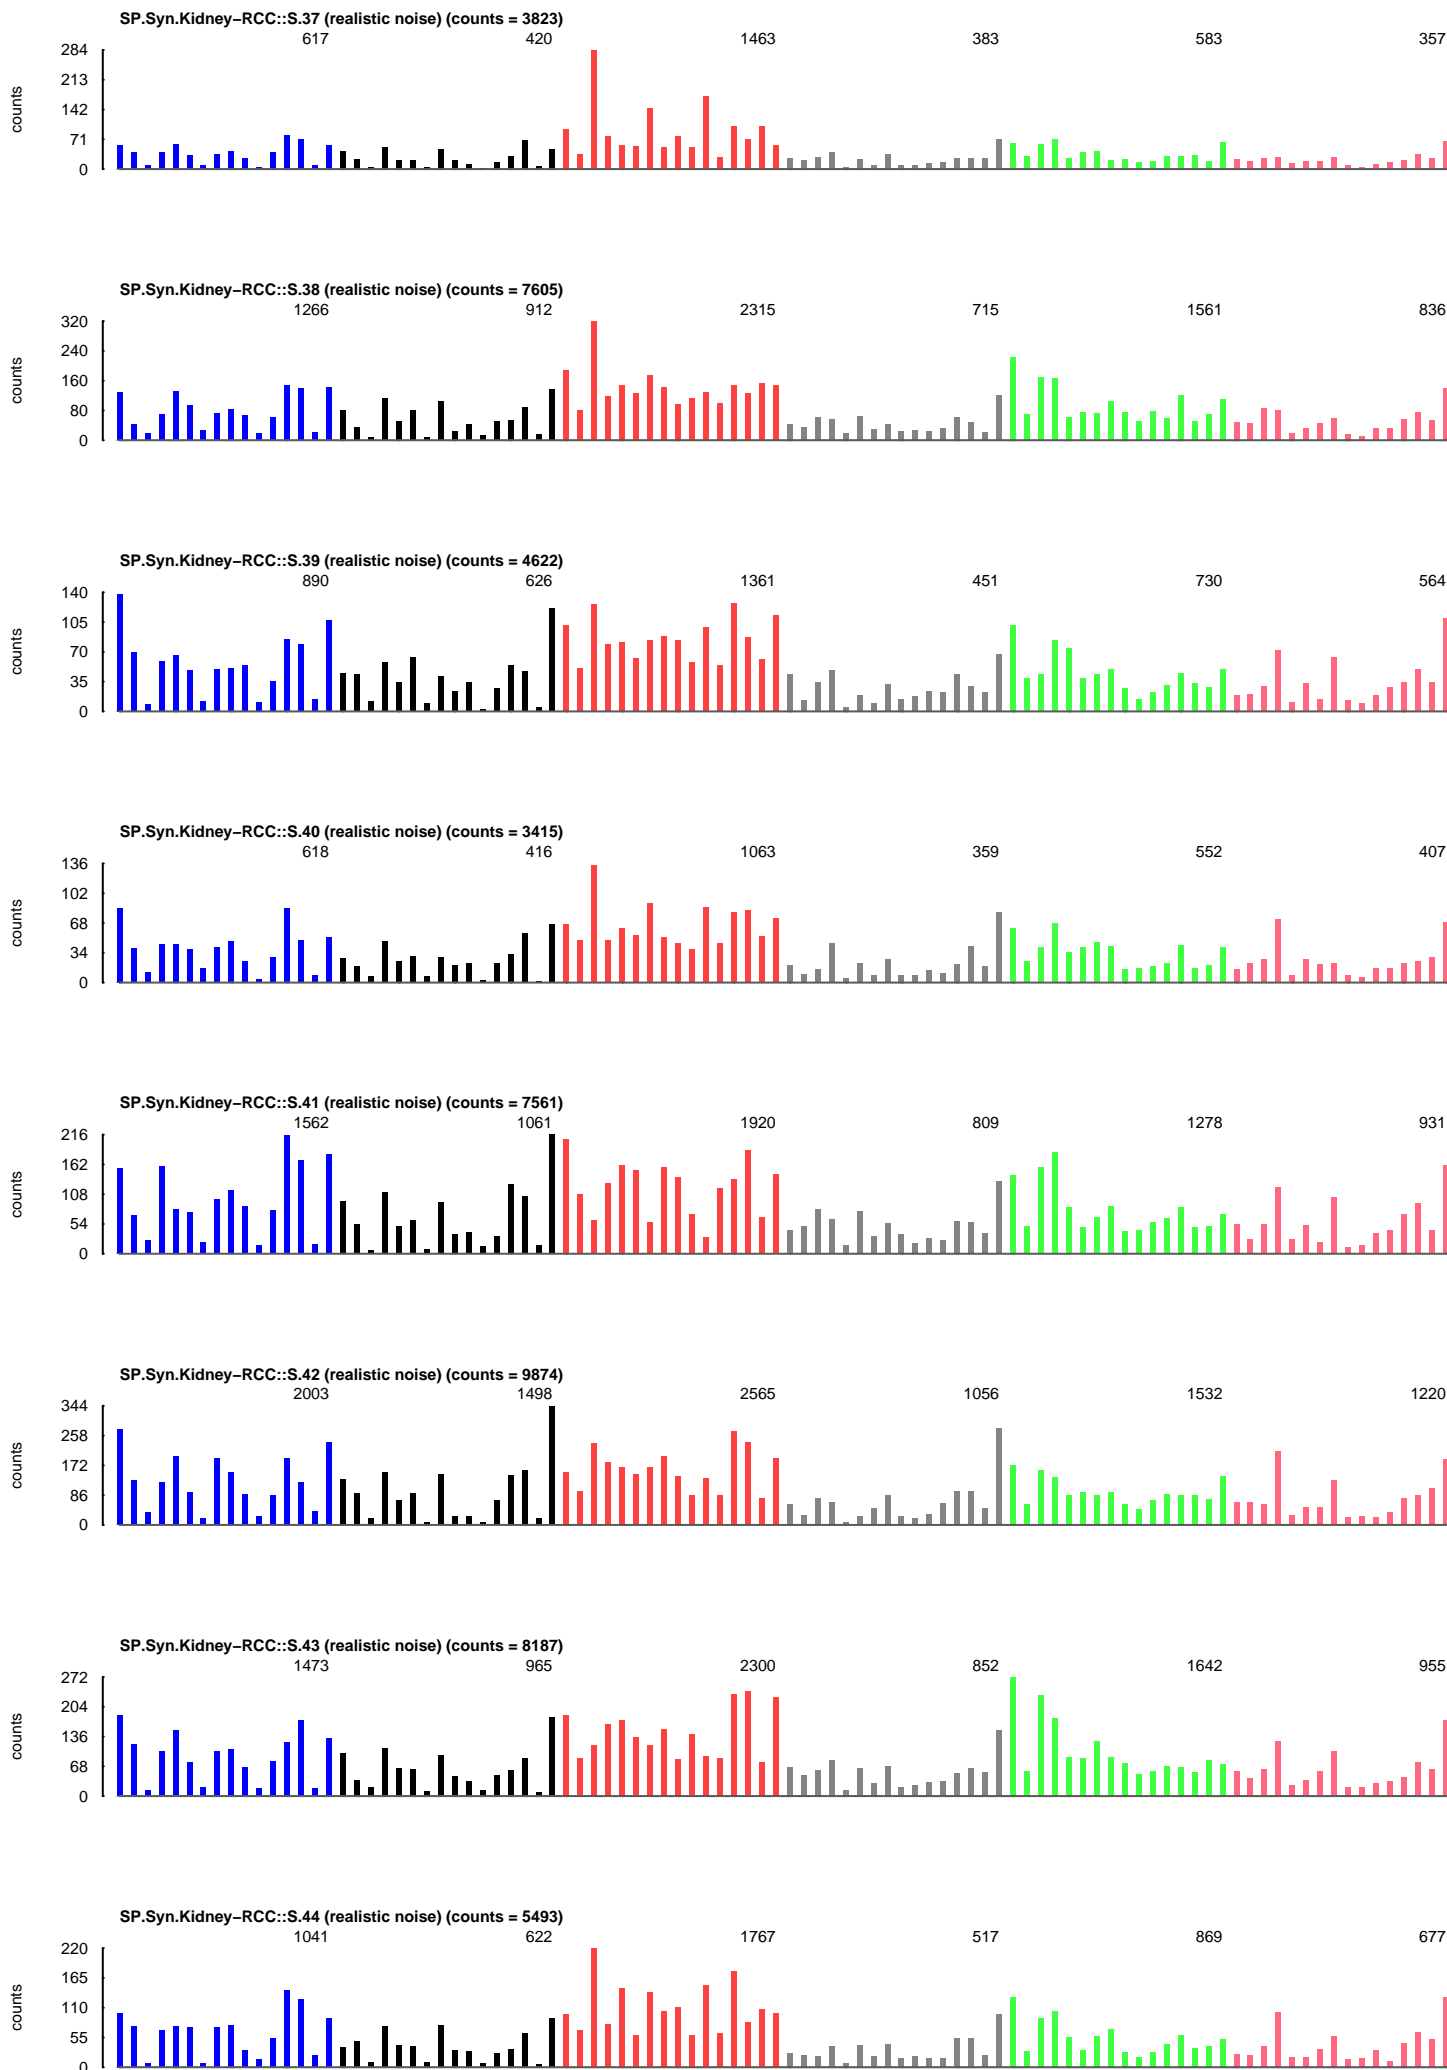 SP.Syn.Kidney−RCC::S.37 (realistic noise) (counts = 3823)
617 420 1463 383 583 357
284
213
142
71
0
counts
SP.Syn.Kidney−RCC::S.38 (realistic noise) (counts = 7605)
1266 912 2315 715 1561 836
320
240
160
80
0
counts
SP.Syn.Kidney−RCC::S.39 (realistic noise) (counts = 4622)
890 626 1361 451 730 564
140
105
70
35
0
counts
SP.Syn.Kidney−RCC::S.40 (realistic noise) (counts = 3415)
618 416 1063 359 552 407
136
102
68
34
0
counts
SP.Syn.Kidney−RCC::S.41 (realistic noise) (counts = 7561)
1562 1061 1920 809 1278 931
216
162
108
54
0
counts
SP.Syn.Kidney−RCC::S.42 (realistic noise) (counts = 9874)
2003 1498 2565 1056 1532 1220
344
258
172
86
0
counts
SP.Syn.Kidney−RCC::S.43 (realistic noise) (counts = 8187)
1473 965 2300 852 1642 955
272
204
136
68
0
counts
SP.Syn.Kidney−RCC::S.44 (realistic noise) (counts = 5493)
1041 622 1767 517 869 677
220
165
110
55
0
counts